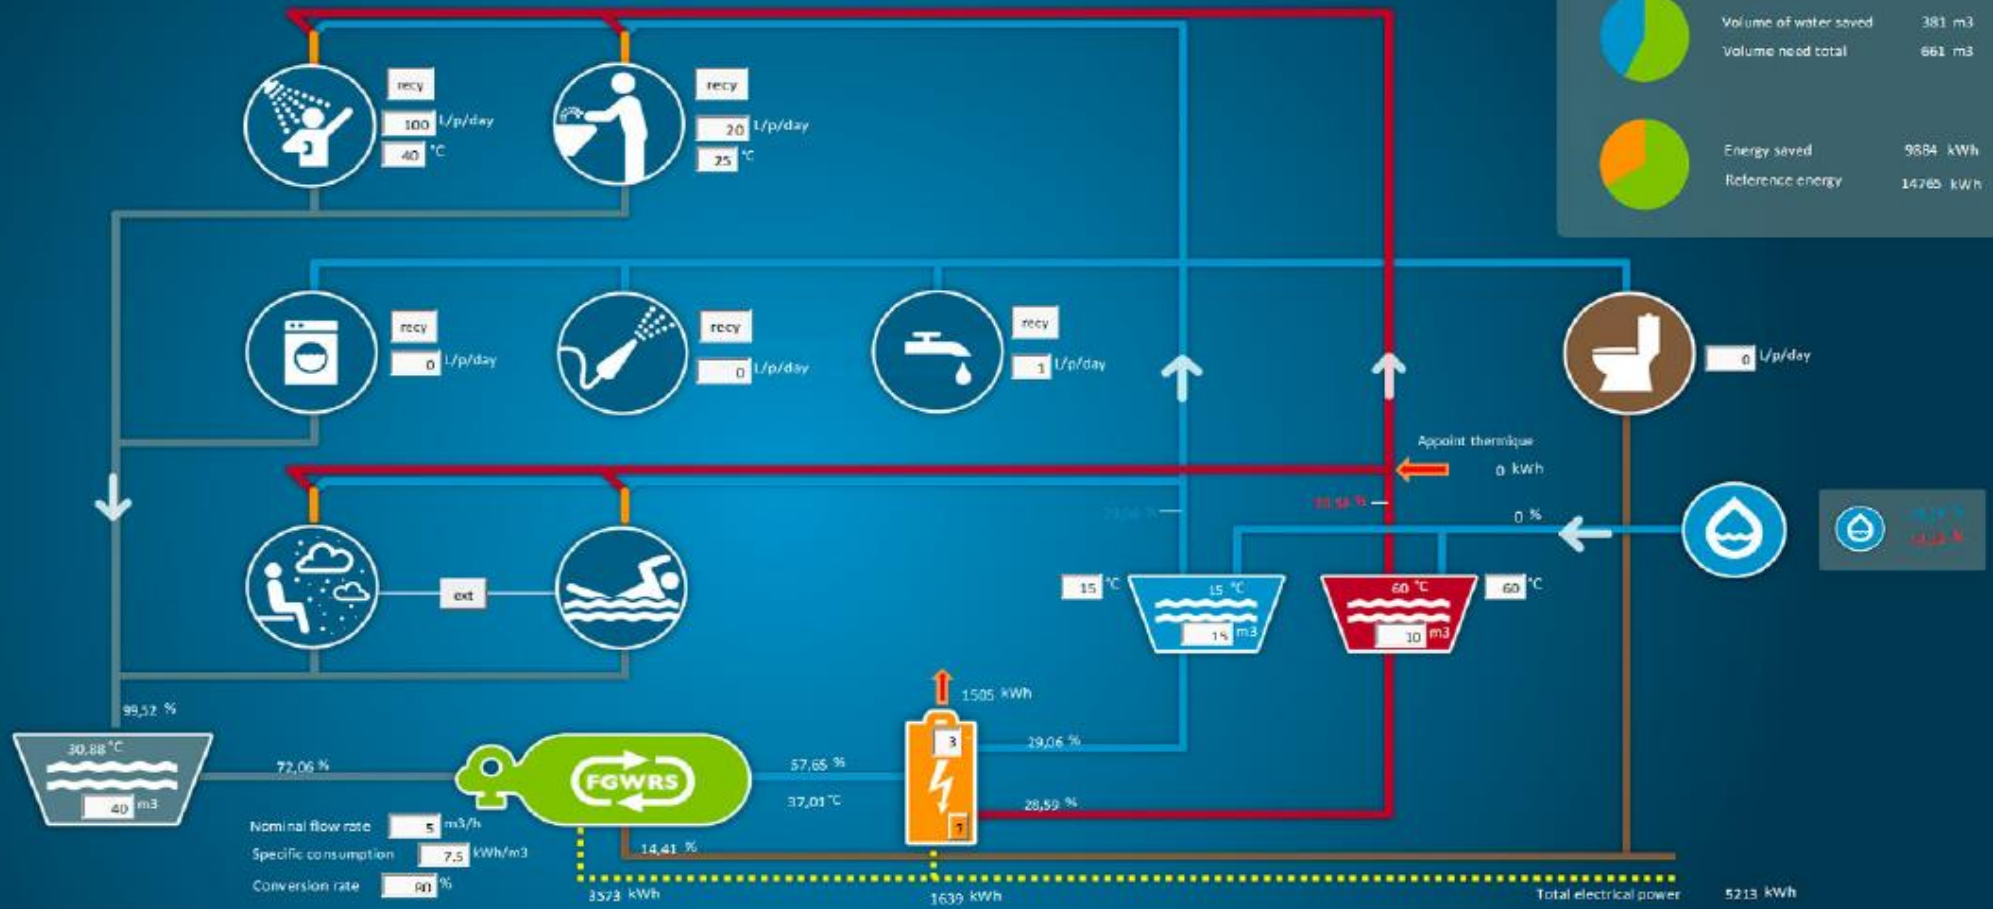 Volume of water saved 381 m3
Volume need total 661 m3
recy
100 L/p/day
40 °C
recy
20 L/p/day
25 °C
Energy saved 9884 kWh
Reference energy 14765 kWh
recy
0 L/p/day
recy
0 L/p/day
recy
1 L/p/day
0 L/p/day
Appoint thermique
0 kWh
0 %
ext
15 °C
15 °C
15 m3
60 °C
10 m3
60 °C
1505 kWh
99,52 %
30,88 °C
40 m3
72,06 %
FGWRS
57,65 %
37,01 °C
3
29,06 %
28,59 %
Nominal flow rate 5 m3/h
Specific consumption 7.5 kWh/m3
Conversion rate 80 %
14,41 %
3573 kWh
1639 kWh
Total electrical power 5213 kWh